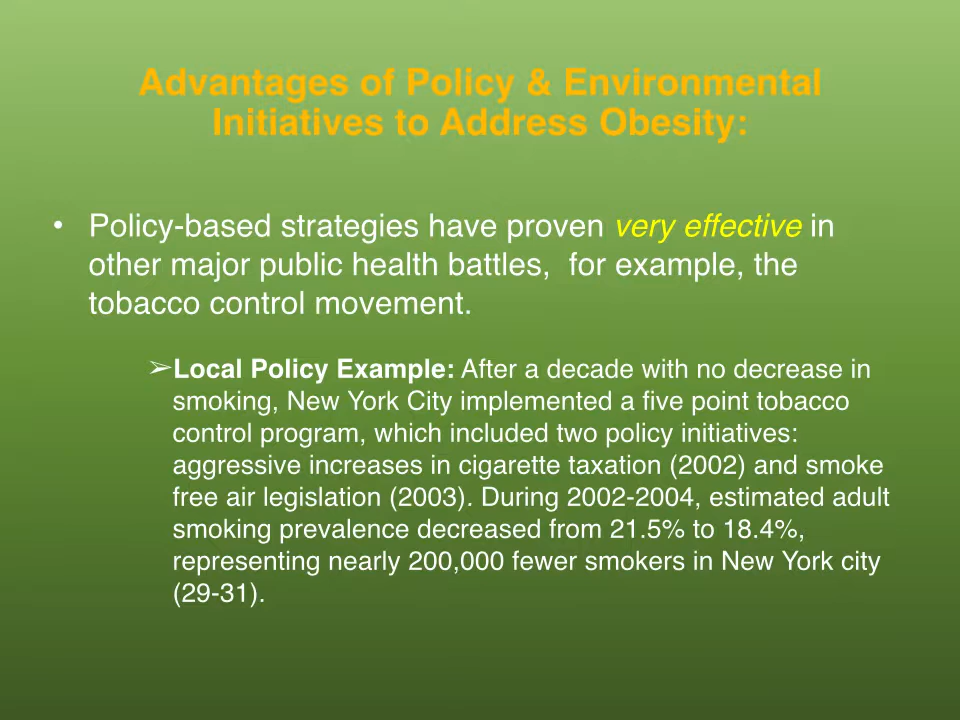 Advantages of Policy & Environmental
Initiatives to Address Obesity:
• Policy-based strategies have proven very effective in
other major public health battles,  for example, the
tobacco control movement.
➢Local Policy Example: After a decade with no decrease in
smoking, New York City implemented a five point tobacco
control program, which included two policy initiatives:
aggressive increases in cigarette taxation (2002) and smoke
free air legislation (2003). During 2002-2004, estimated adult
smoking prevalence decreased from 21.5% to 18.4%,
representing nearly 200,000 fewer smokers in New York city
(29-31).